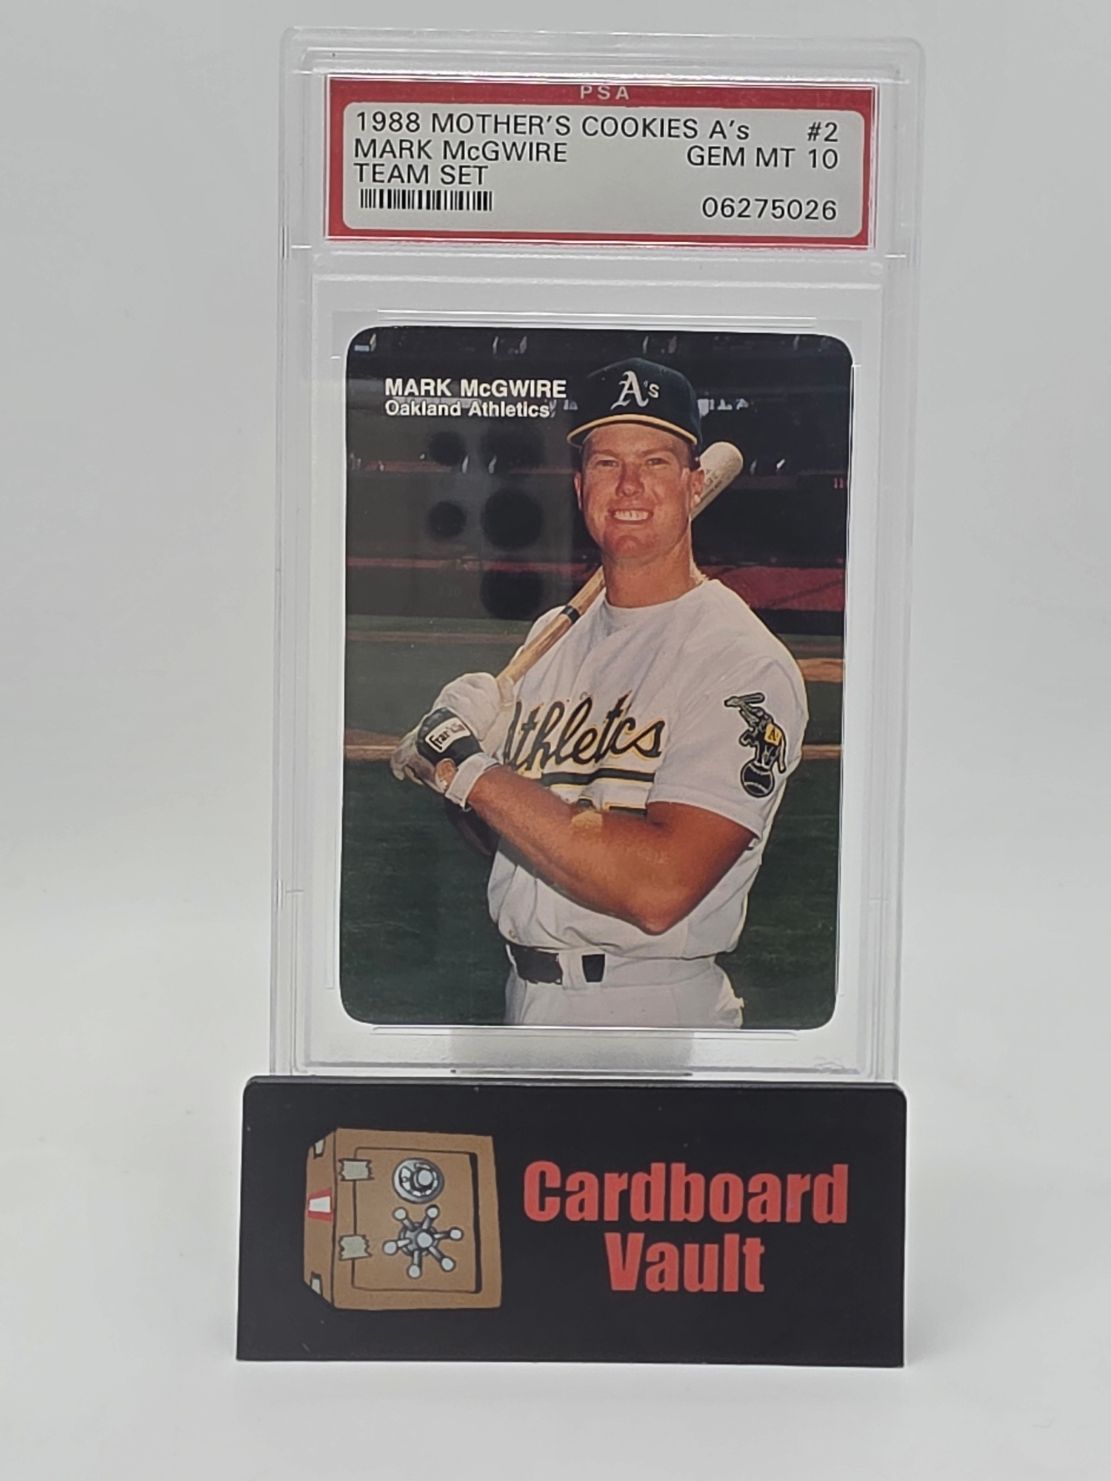 PSA
1988 MOTHER'S COOKIES A's #2
MARK McGWIRE GEM MT 10
TEAM SET
06275026
MARK McGWIRE
Oakland Athletics
A's
Athletics
Cardboard
Vault